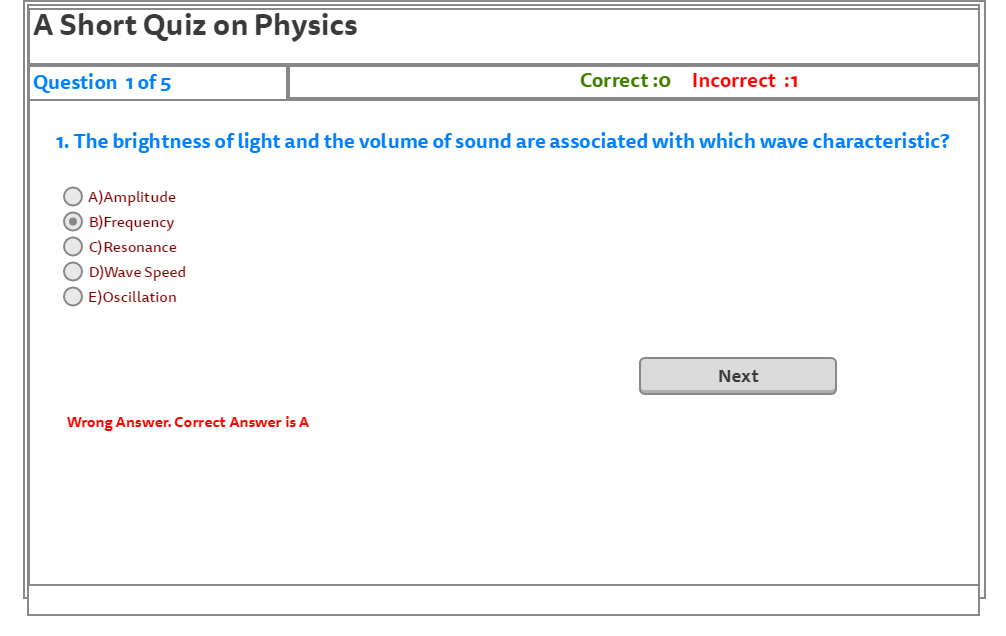 A Short Quiz on Physics
Question 1 of 5
Correct :0 Incorrect :1
1. The brightness of light and the volume of sound are associated with which wave characteristic?
A)Amplitude
B)Frequency
C)Resonance
D)Wave Speed
E)Oscillation
Next
Wrong Answer. Correct Answer is A